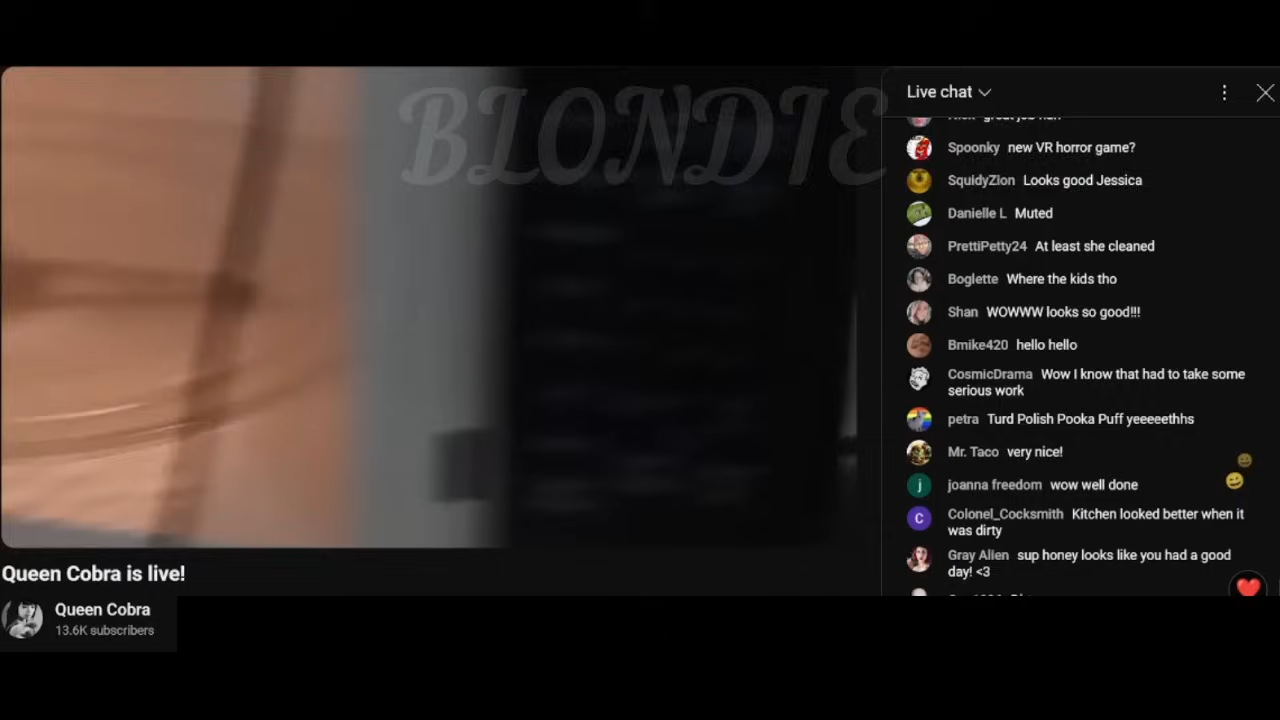 BLONDIE
Live chat
Spoonky new VR horror game?
SquidyZion Looks good Jessica
Danielle L Muted
PrettiPetty24 At least she cleaned
Boglette Where the kids tho
Shan WOWWW looks so good!!!
Bmike420 hello hello
CosmicDrama Wow I know that had to take some
serious work
petra Turd Polish Pooka Puff yeeeethhs
Mr. Taco very nice!
j
joanna freedom wow well done
C
Colonel_Cocksmith Kitchen looked better when it
was dirty
Gray Alien sup honey looks like you had a good
day! <3
Queen Cobra is live!
Queen Cobra
13.6K subscribers